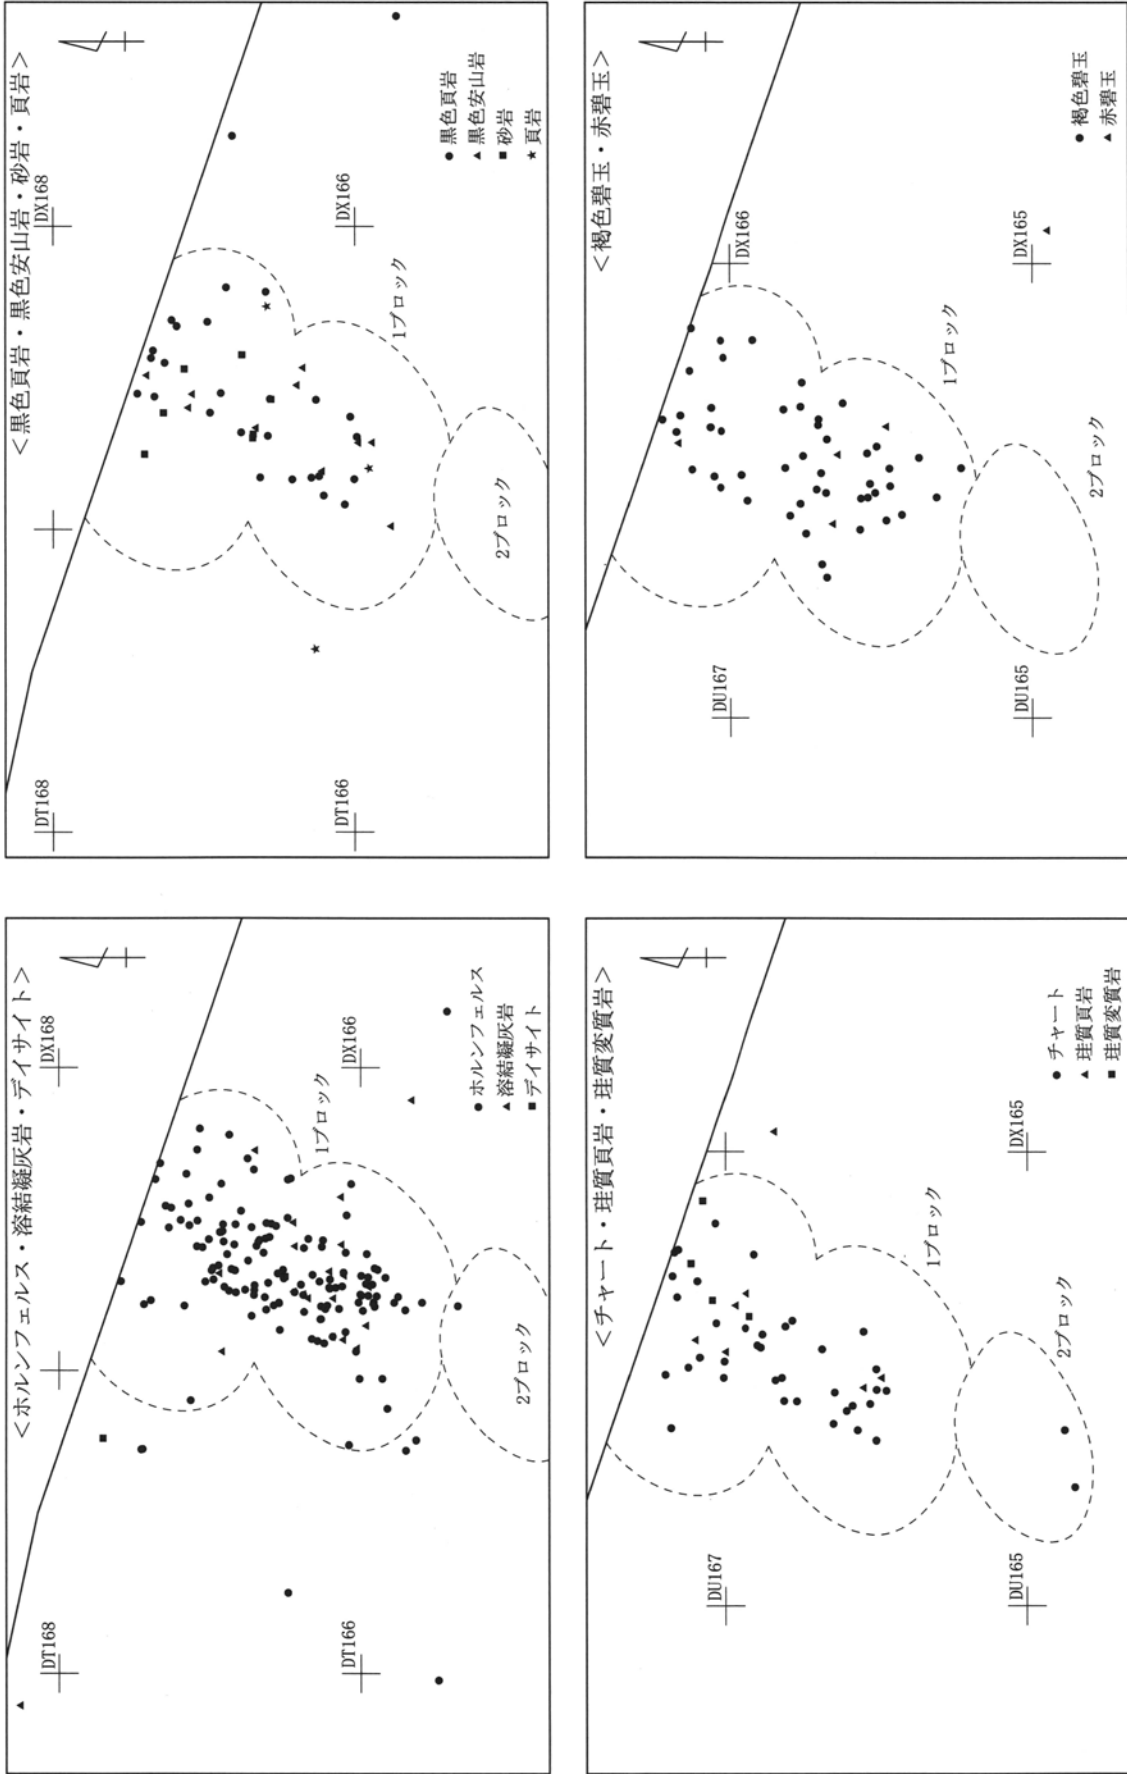 ＜ホルンフェルス・溶結凝灰岩・デイサイト＞
DT168
DX168
DT166
DX166
1ブロック
2ブロック
●ホルンフェルス
▲溶結凝灰岩
■デイサイト
＜黒色頁岩・黒色安山岩・砂岩・頁岩＞
DT168
DX168
DT166
DX166
1ブロック
2ブロック
●黒色頁岩
▲黒色安山岩
■砂岩
★頁岩
＜チャート・珪質頁岩・珪質変質岩＞
DU167
DU165
DX165
1ブロック
2ブロック
●チャート
▲珪質頁岩
■珪質変質岩
＜褐色碧玉・赤碧玉＞
DU167
DX166
DU165
DX165
1ブロック
2ブロック
●褐色碧玉
▲赤碧玉